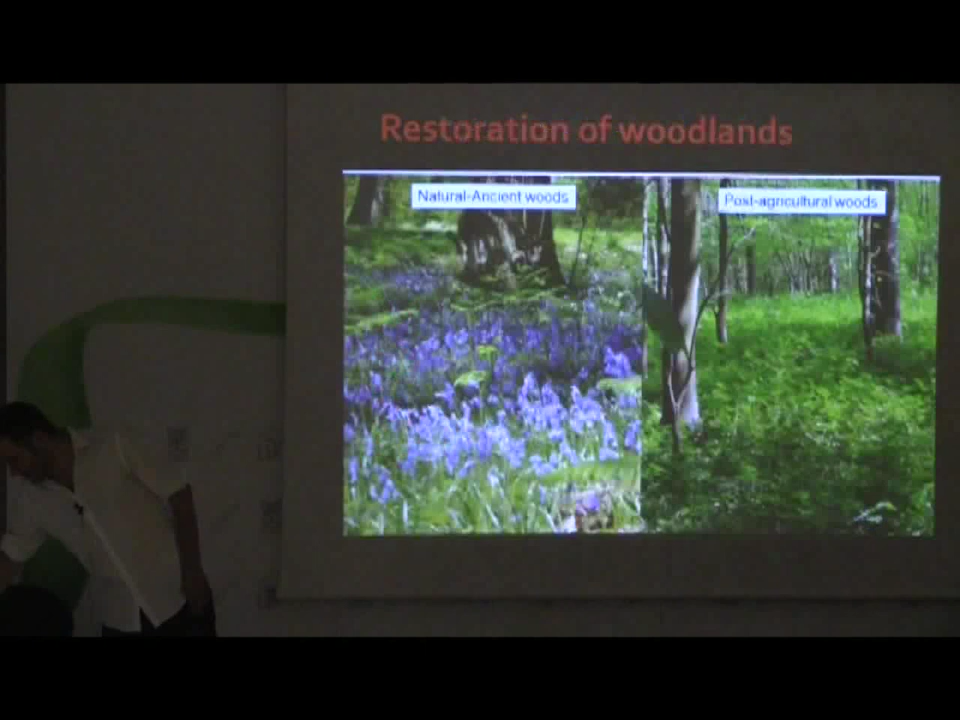 Restoration of woodlands
Natural-Ancient woods
Post-agricultural woods